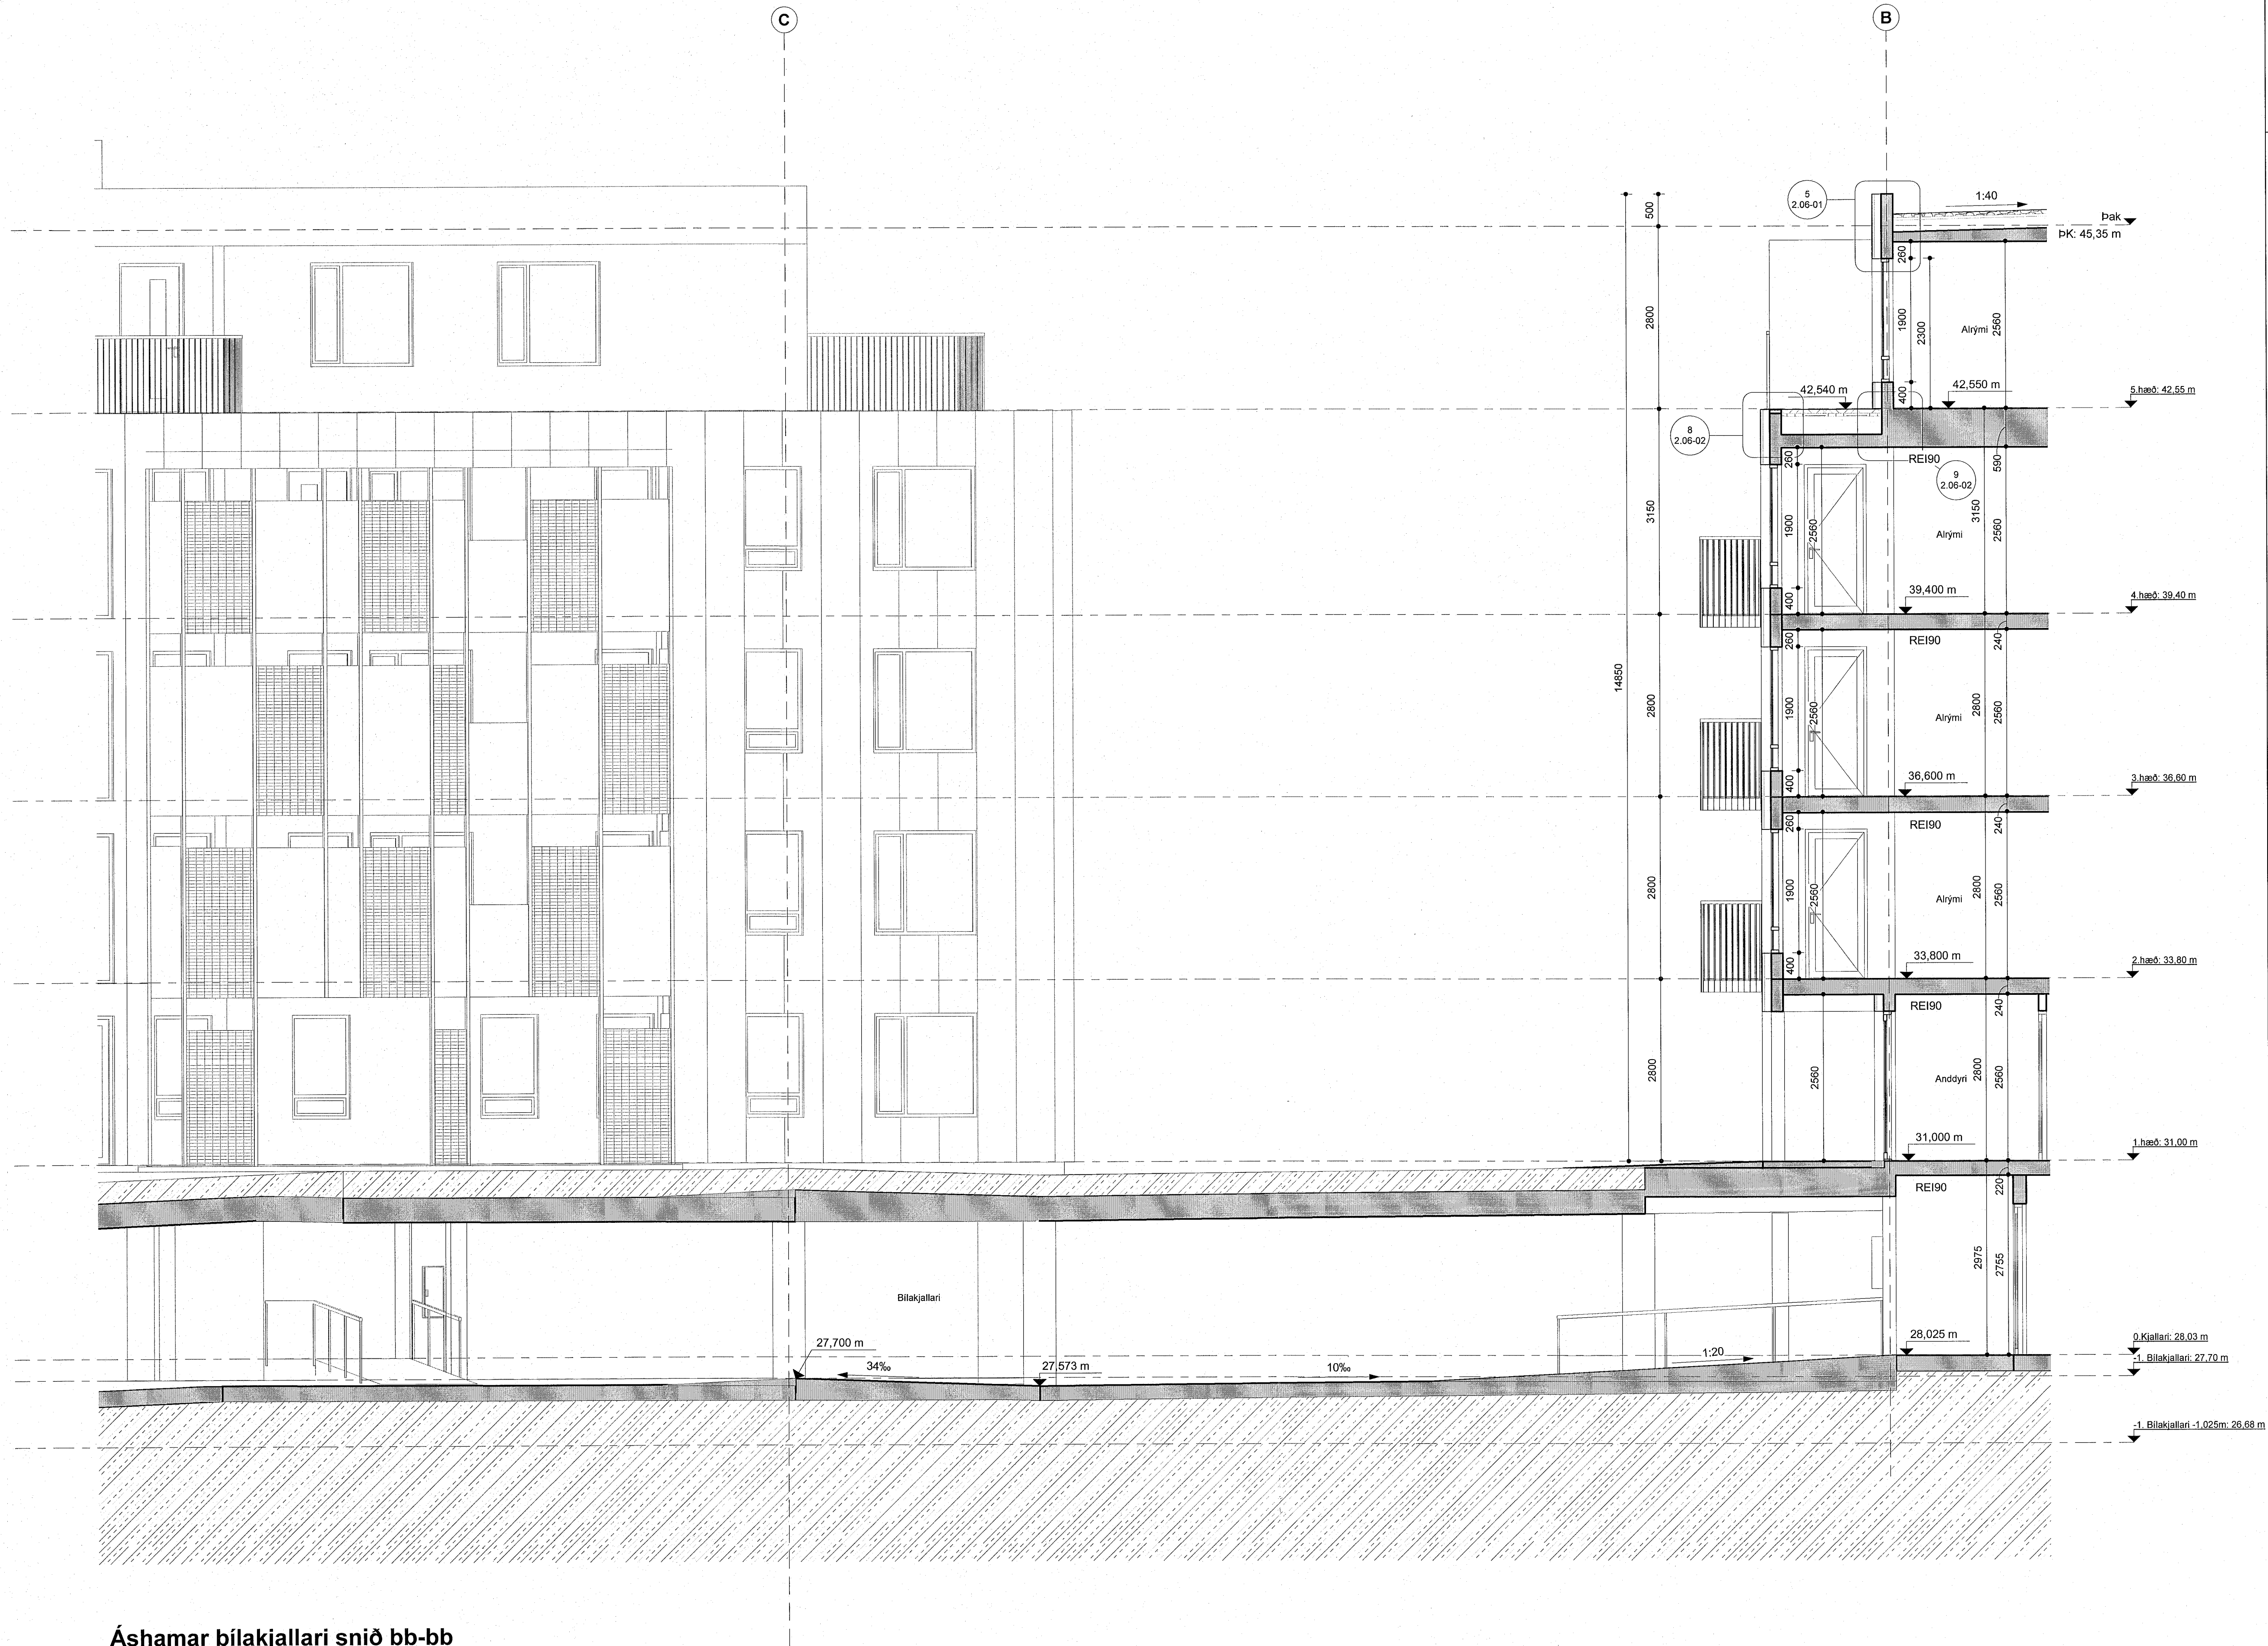 C
B
5
2.06-01
1:40
Þak
ÞK: 45,35 m
500
260
2800
1900
2300
Alrými
2560
42,540 m
42,550 m
400
5.hæð: 42,55 m
8
2.06-02
260
REI90
590
9
2.06-02
3150
1900
2560
3150
Alrými
2560
400
39,400 m
4.hæð: 39,40 m
260
REI90
240
14850
2800
1900
2560
Alrými
2800
2560
400
36,600 m
3.hæð: 36,60 m
260
REI90
240
2800
1900
2560
Alrými
2800
2560
400
33,800 m
2.hæð: 33,80 m
REI90
240
2800
2560
Anddyri
2800
2560
31,000 m
1.hæð: 31,00 m
REI90
220
2975
2755
Bílakjallari
27,700 m
34‰
27,573 m
10‰
1:20
28,025 m
0.Kjallari: 28,03 m
-1. Bílakjallari: 27,70 m
-1. Bílakjallari -1,025m: 26,68 m
Áshamar bílakjallari snið bb-bb